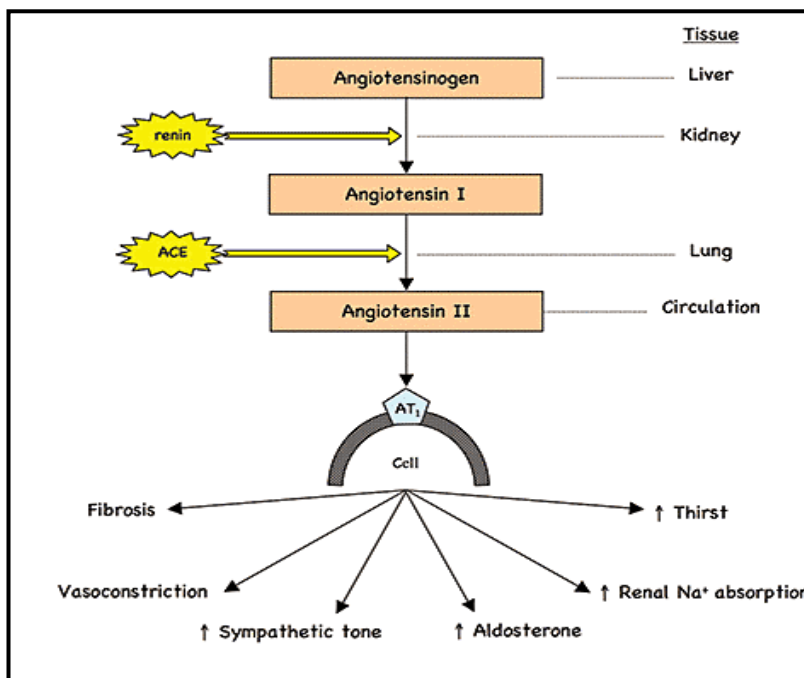 Tissue
Angiotensinogen
Liver
renin
Kidney
Angiotensin I
ACE
Lung
Angiotensin II
Circulation
AT₁
Cell
Fibrosis
↑ Thirst
Vasoconstriction
↑ Renal Na⁺ absorption
↑ Sympathetic tone
↑ Aldosterone